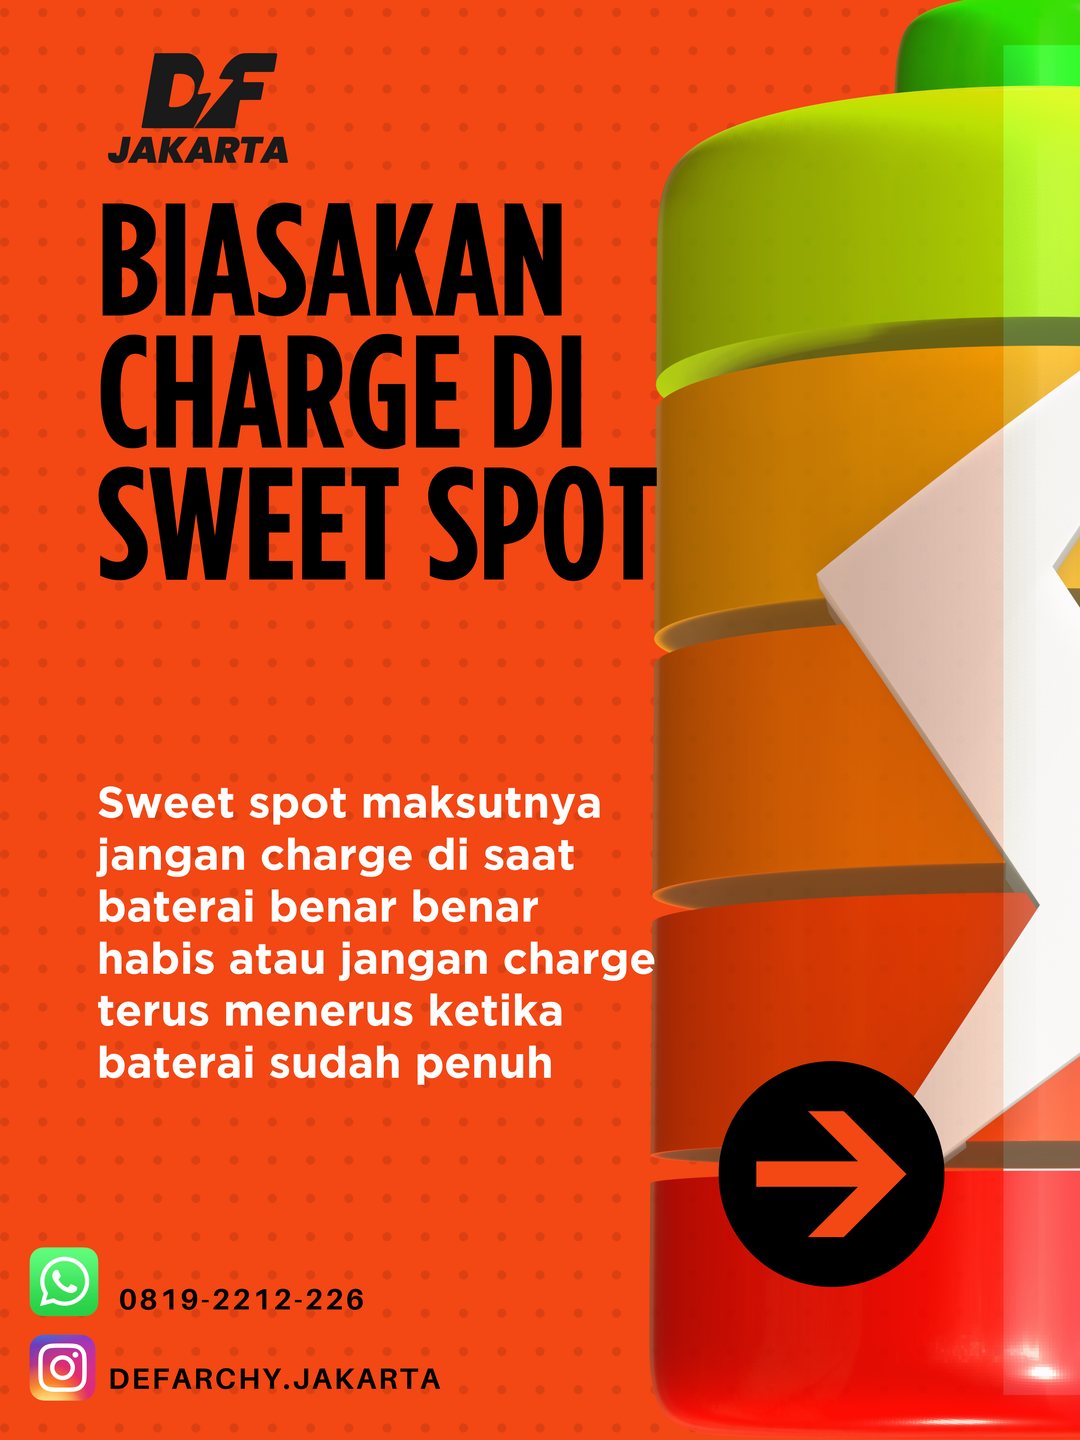 DF
JAKARTA
BIASAKAN
CHARGE DI
SWEET SPOT
Sweet spot maksutnya
jangan charge di saat
baterai benar benar
habis atau jangan charge
terus menerus ketika
baterai sudah penuh
0819-2212-226
DEFARCHY.JAKARTA